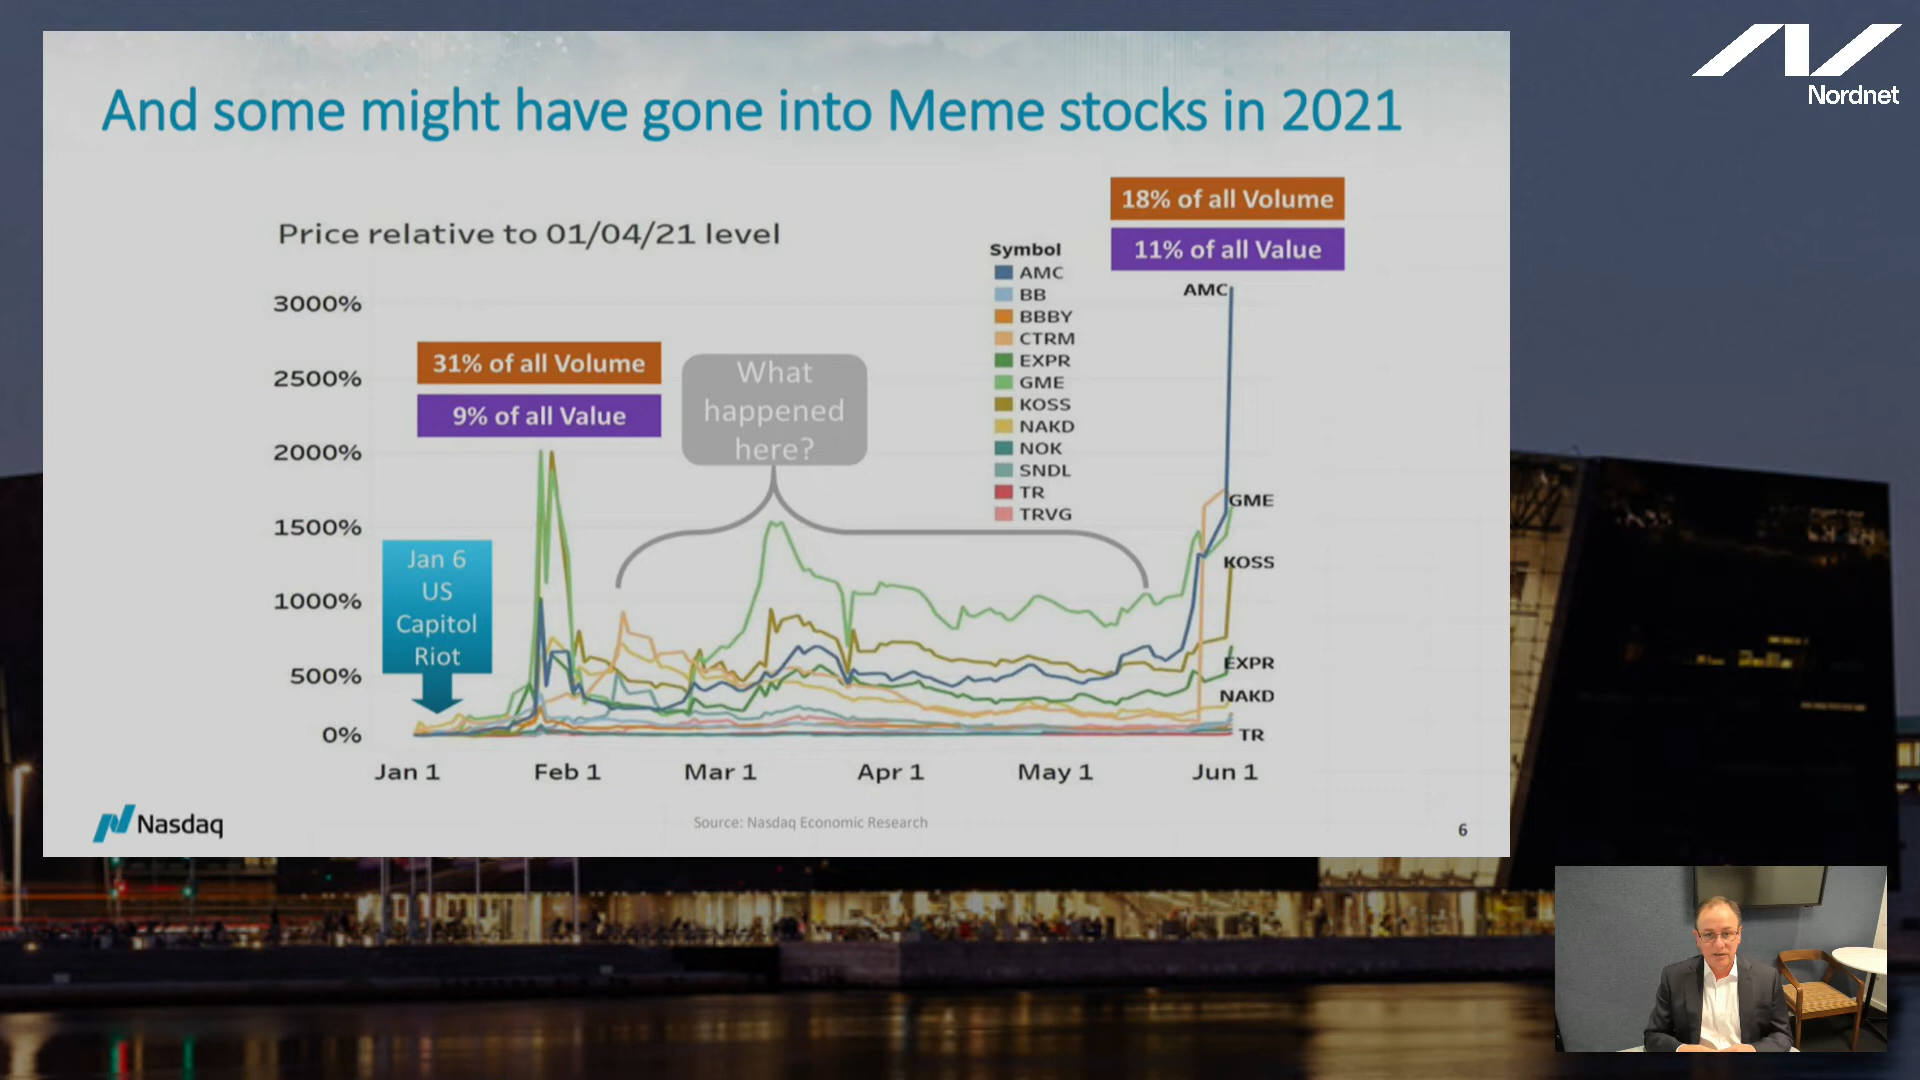 Nordnet
And some might have gone into Meme stocks in 2021
18% of all Volume
11% of all Value
Price relative to 01/04/21 level
Symbol
AMC
BB
BBBY
CTRM
EXPR
GME
KOSS
NAKD
NOK
SNDL
TR
TRVG
3000%
2500%
2000%
1500%
1000%
500%
0%
31% of all Volume
9% of all Value
What
happened
here?
Jan 6
US
Capitol
Riot
AMC
GME
KOSS
EXPR
NAKD
TR
Jan 1
Feb 1
Mar 1
Apr 1
May 1
Jun 1
Nasdaq
Source: Nasdaq Economic Research
6